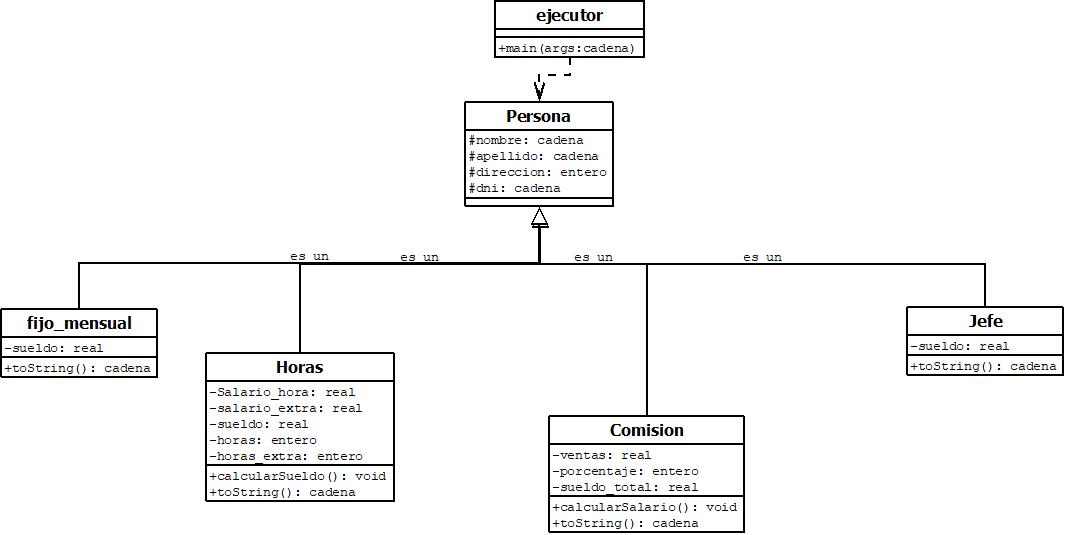 ejecutor
+main(args:cadena)
Persona
#nombre: cadena
#apellido: cadena
#direccion: entero
#dni: cadena
es un
es un
es un
es un
fijo_mensual
-sueldo: real
+toString(): cadena
Horas
-Salario_hora: real
-salario_extra: real
-sueldo: real
-horas: entero
-horas_extra: entero
+calcularSueldo(): void
+toString(): cadena
Comision
-ventas: real
-porcentaje: entero
-sueldo_total: real
+calcularSalario(): void
+toString(): cadena
Jefe
-sueldo: real
+toString(): cadena